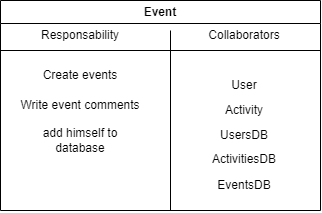 Event
Responsability
Collaborators
Create events
Write event comments
add himself to
database
User
Activity
UsersDB
ActivitiesDB
EventsDB